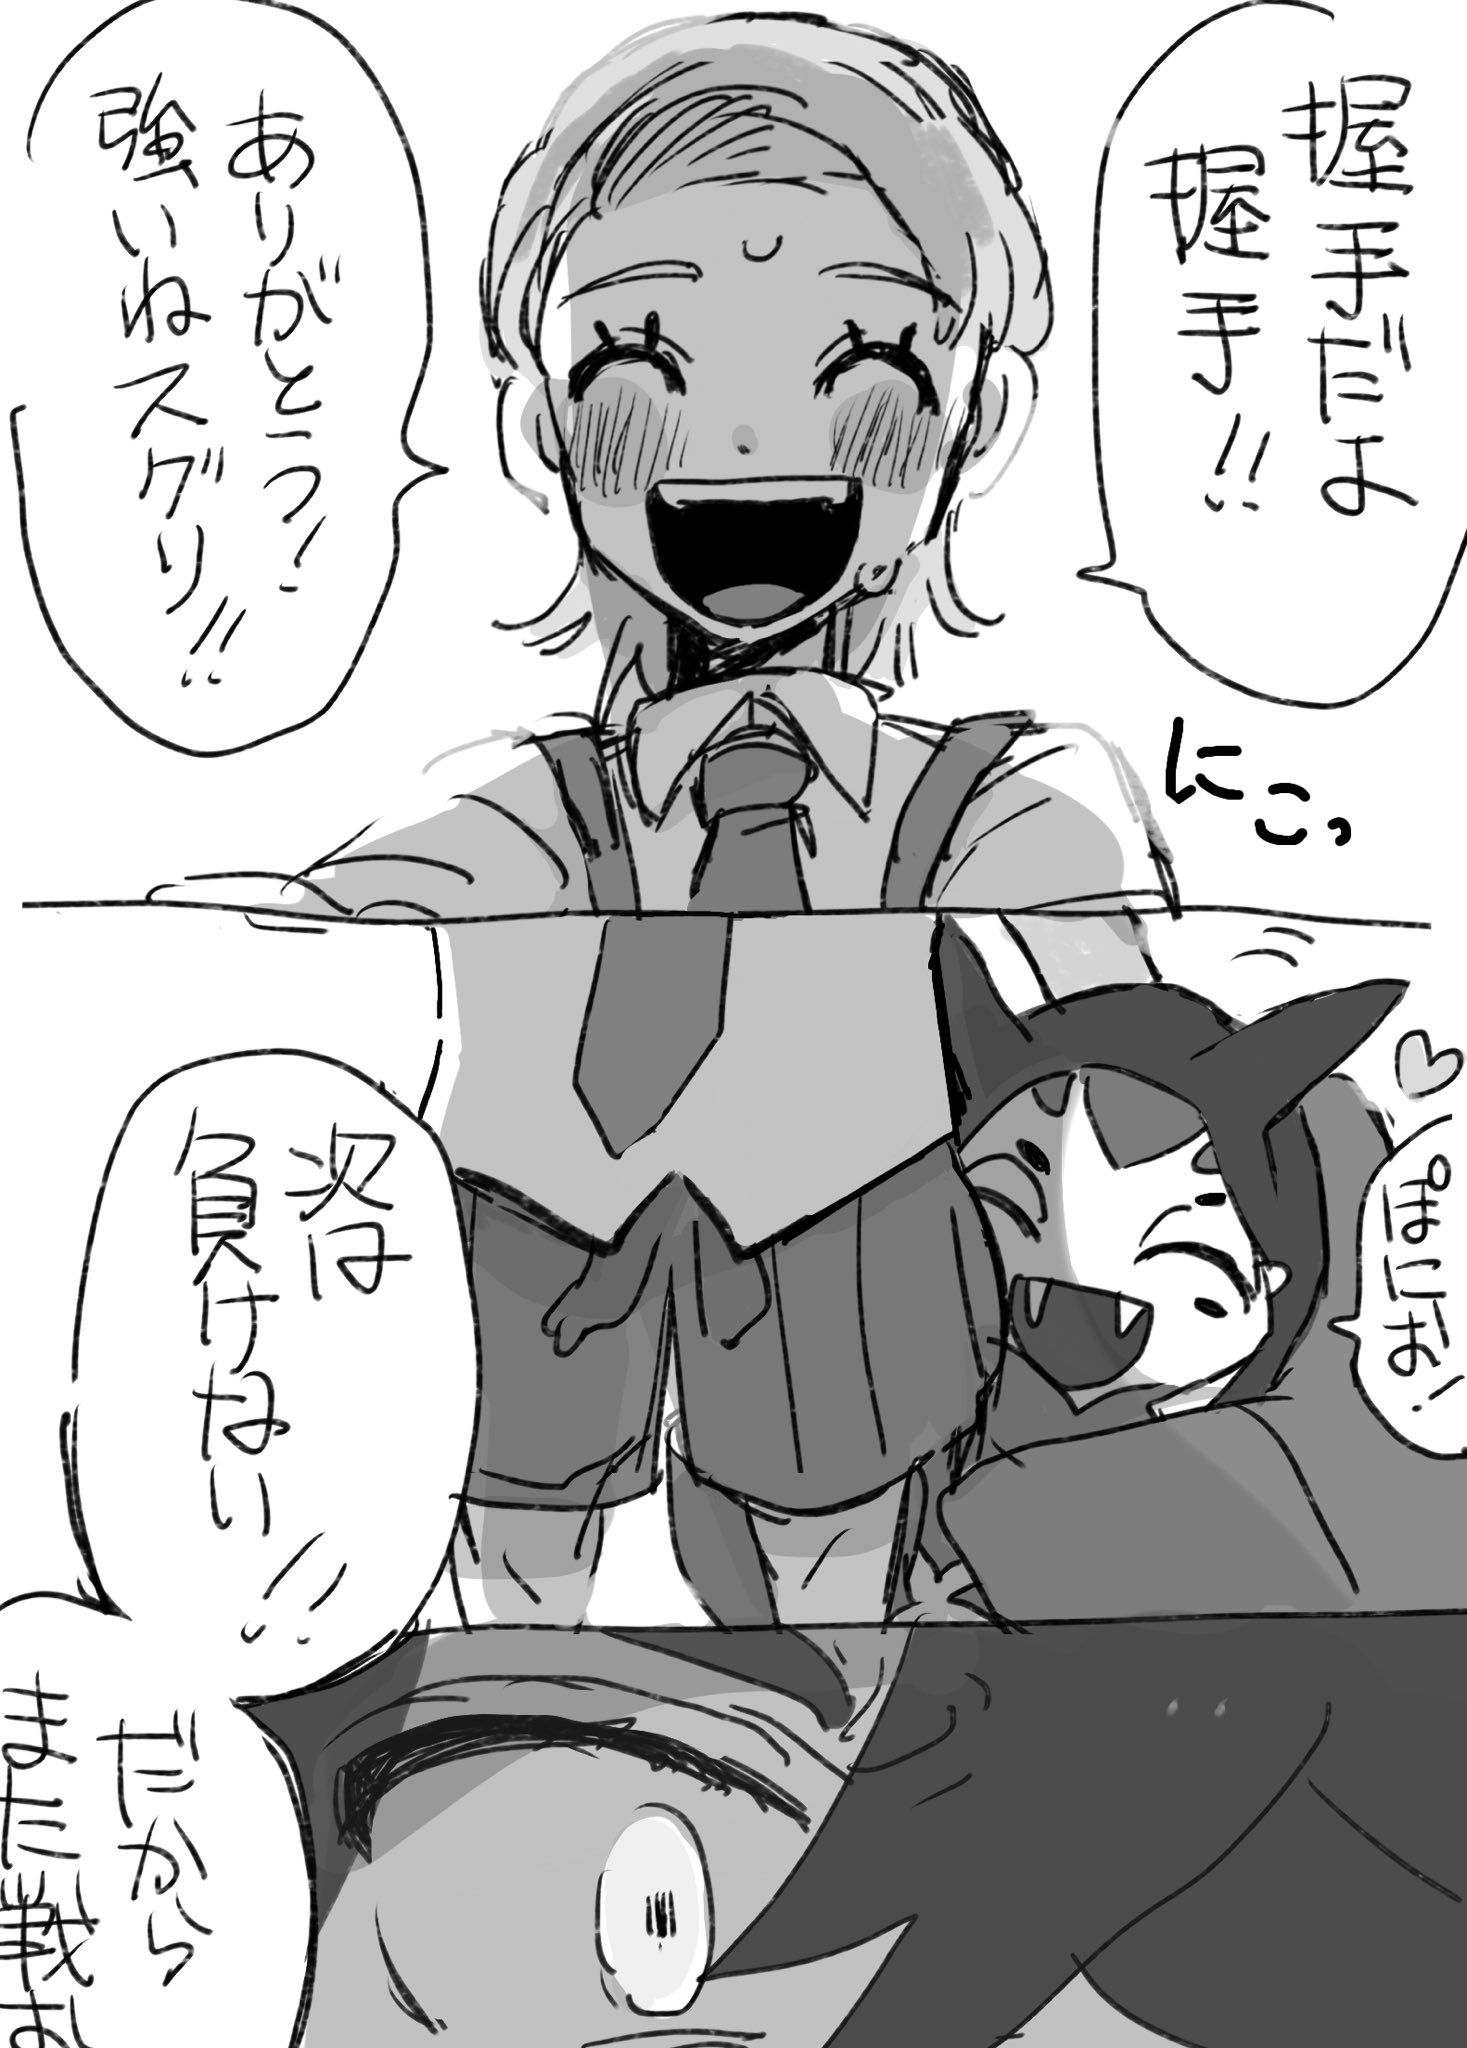 握手だよ
握手!!
ありがとう!
強いねスグリ!!
にこっ
ぽにお!
次は
負けない!!
だから
また戦お